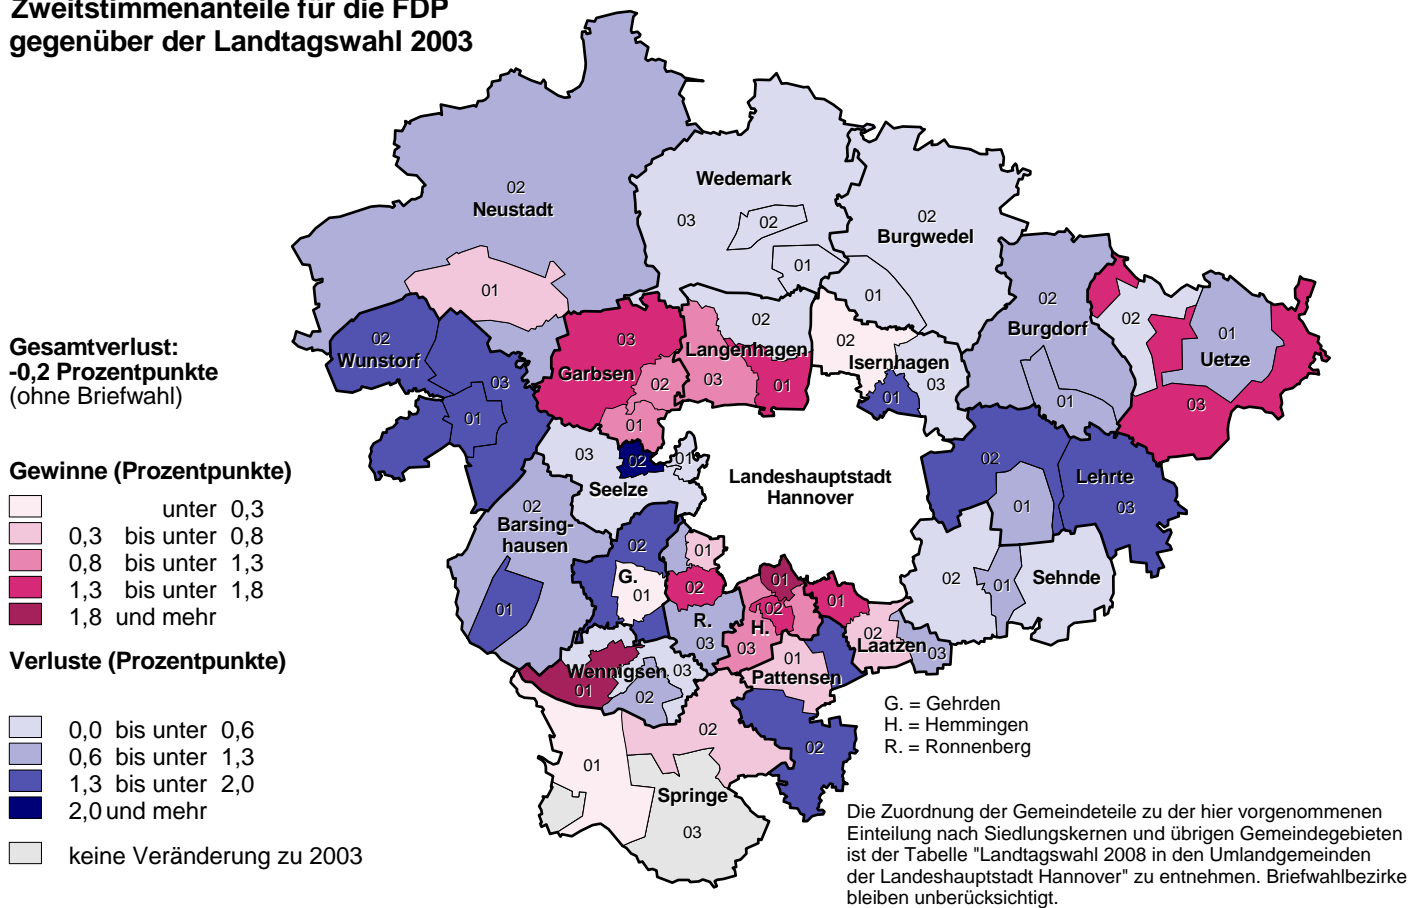 Zweitstimmenanteile für die FDP
gegenüber der Landtagswahl 2003
Gesamtverlust:
-0,2 Prozentpunkte
(ohne Briefwahl)
Gewinne (Prozentpunkte)
unter 0,3
0,3 bis unter 0,8
0,8 bis unter 1,3
1,3 bis unter 1,8
1,8 und mehr
Verluste (Prozentpunkte)
0,0 bis unter 0,6
0,6 bis unter 1,3
1,3 bis unter 2,0
2,0 und mehr
keine Veränderung zu 2003
02
Neustadt
01
Wedemark
03
02
01
02
Burgwedel
01
02
Wunstorf
03
01
03
Garbsen
02
01
02
Langenhagen
03
01
02
Isernhagen
03
01
02
Burgdorf
01
02
01
Uetze
03
03
02
01
Seelze
Landeshauptstadt
Hannover
02
Lehrte
01
03
02
01
Sehnde
02
Barsing-
hausen
01
02
G.
01
01
02
R.
03
01
02
H.
03
01
02
Laatzen
03
01
Pattensen
02
Wennigsen
03
01
02
02
01
Springe
03
G. = Gehrden
H. = Hemmingen
R. = Ronnenberg
Die Zuordnung der Gemeindeteile zu der hier vorgenommenen
Einteilung nach Siedlungskernen und übrigen Gemeindegebieten
ist der Tabelle "Landtagswahl 2008 in den Umlandgemeinden
der Landeshauptstadt Hannover" zu entnehmen. Briefwahlbezirke
bleiben unberücksichtigt.